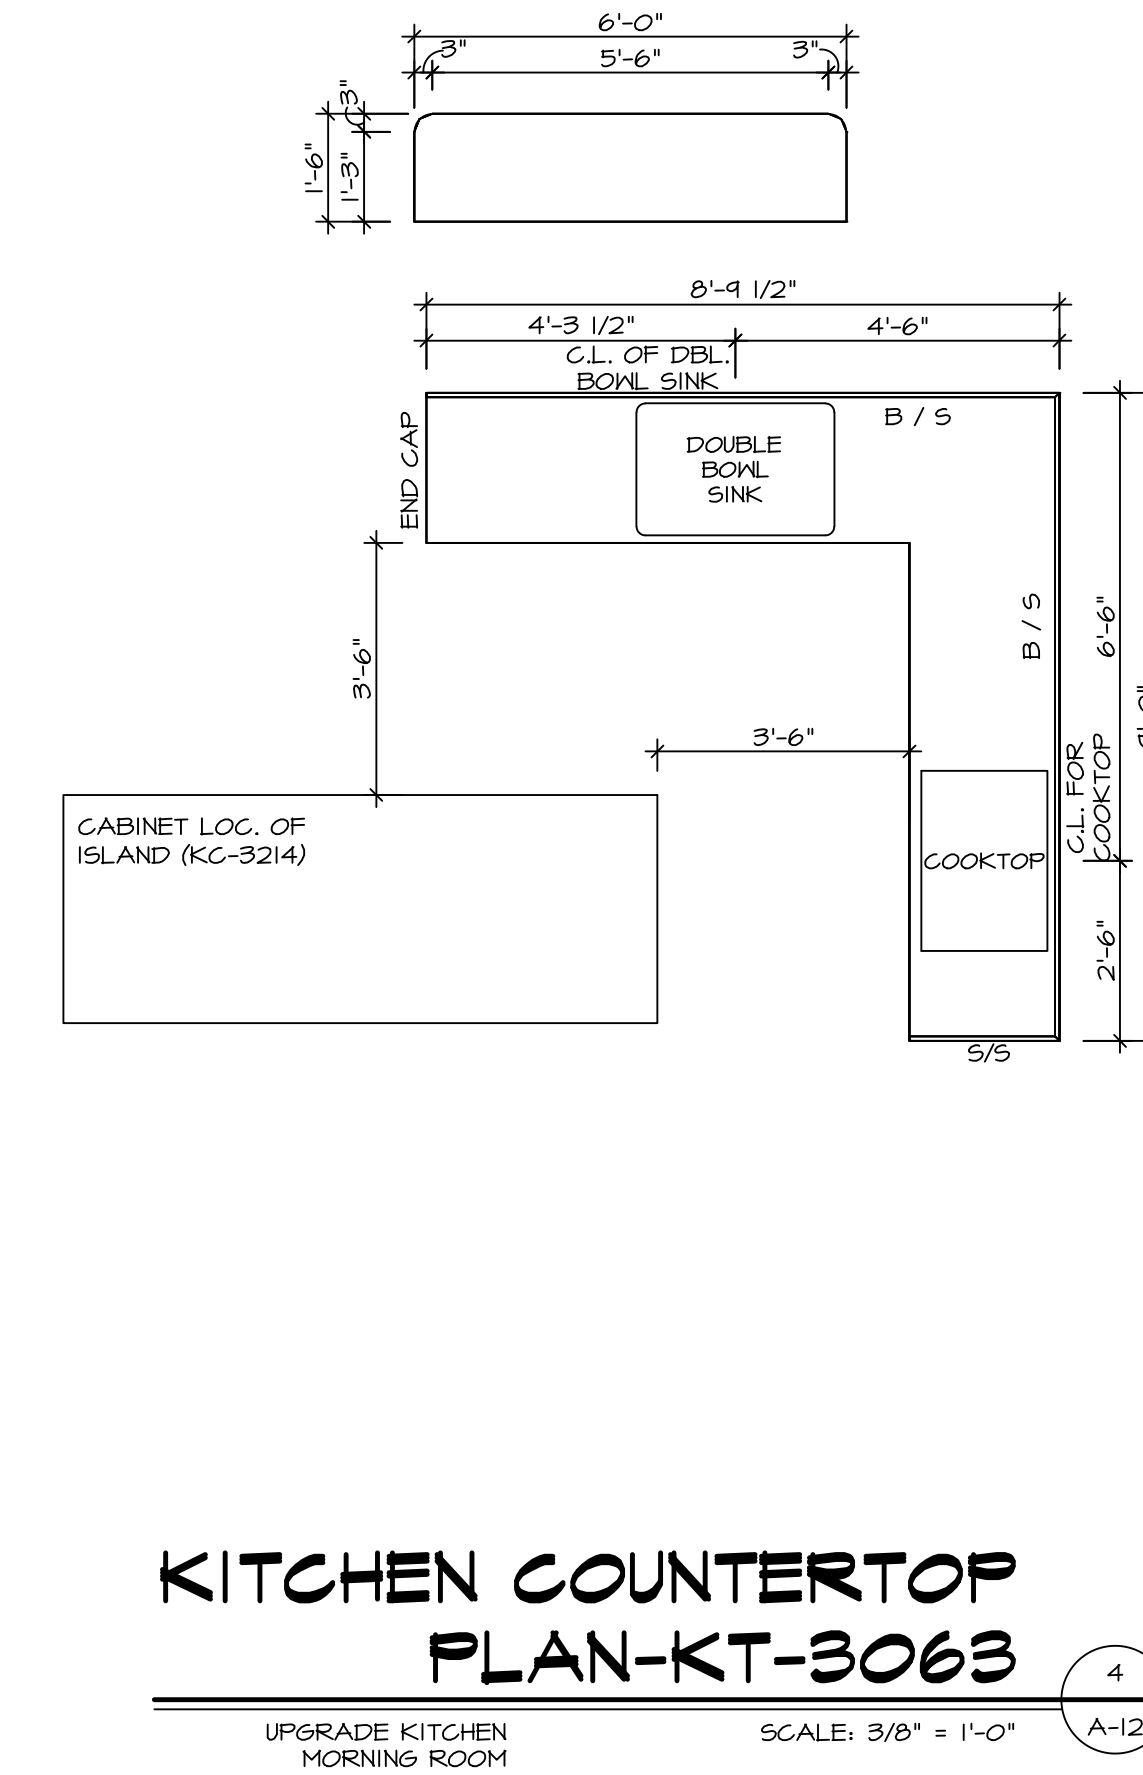 6'-0"
3"
5'-6"
3"
3"
1'-6"
1'-3"
8'-9 1/2"
4'-3 1/2"
4'-6"
C.L. OF DBL.
BOWL SINK
END CAP
DOUBLE
BOWL
SINK
B / S
B / S
6'-6"
3'-6"
3'-6"
C.L. FOR
COOKTOP
CABINET LOC. OF
ISLAND (KC-3214)
COOKTOP
2'-6"
S/S
KITCHEN COUNTERTOP
PLAN-KT-3063
4
A-12
UPGRADE KITCHEN
MORNING ROOM
SCALE: 3/8" = 1'-0"